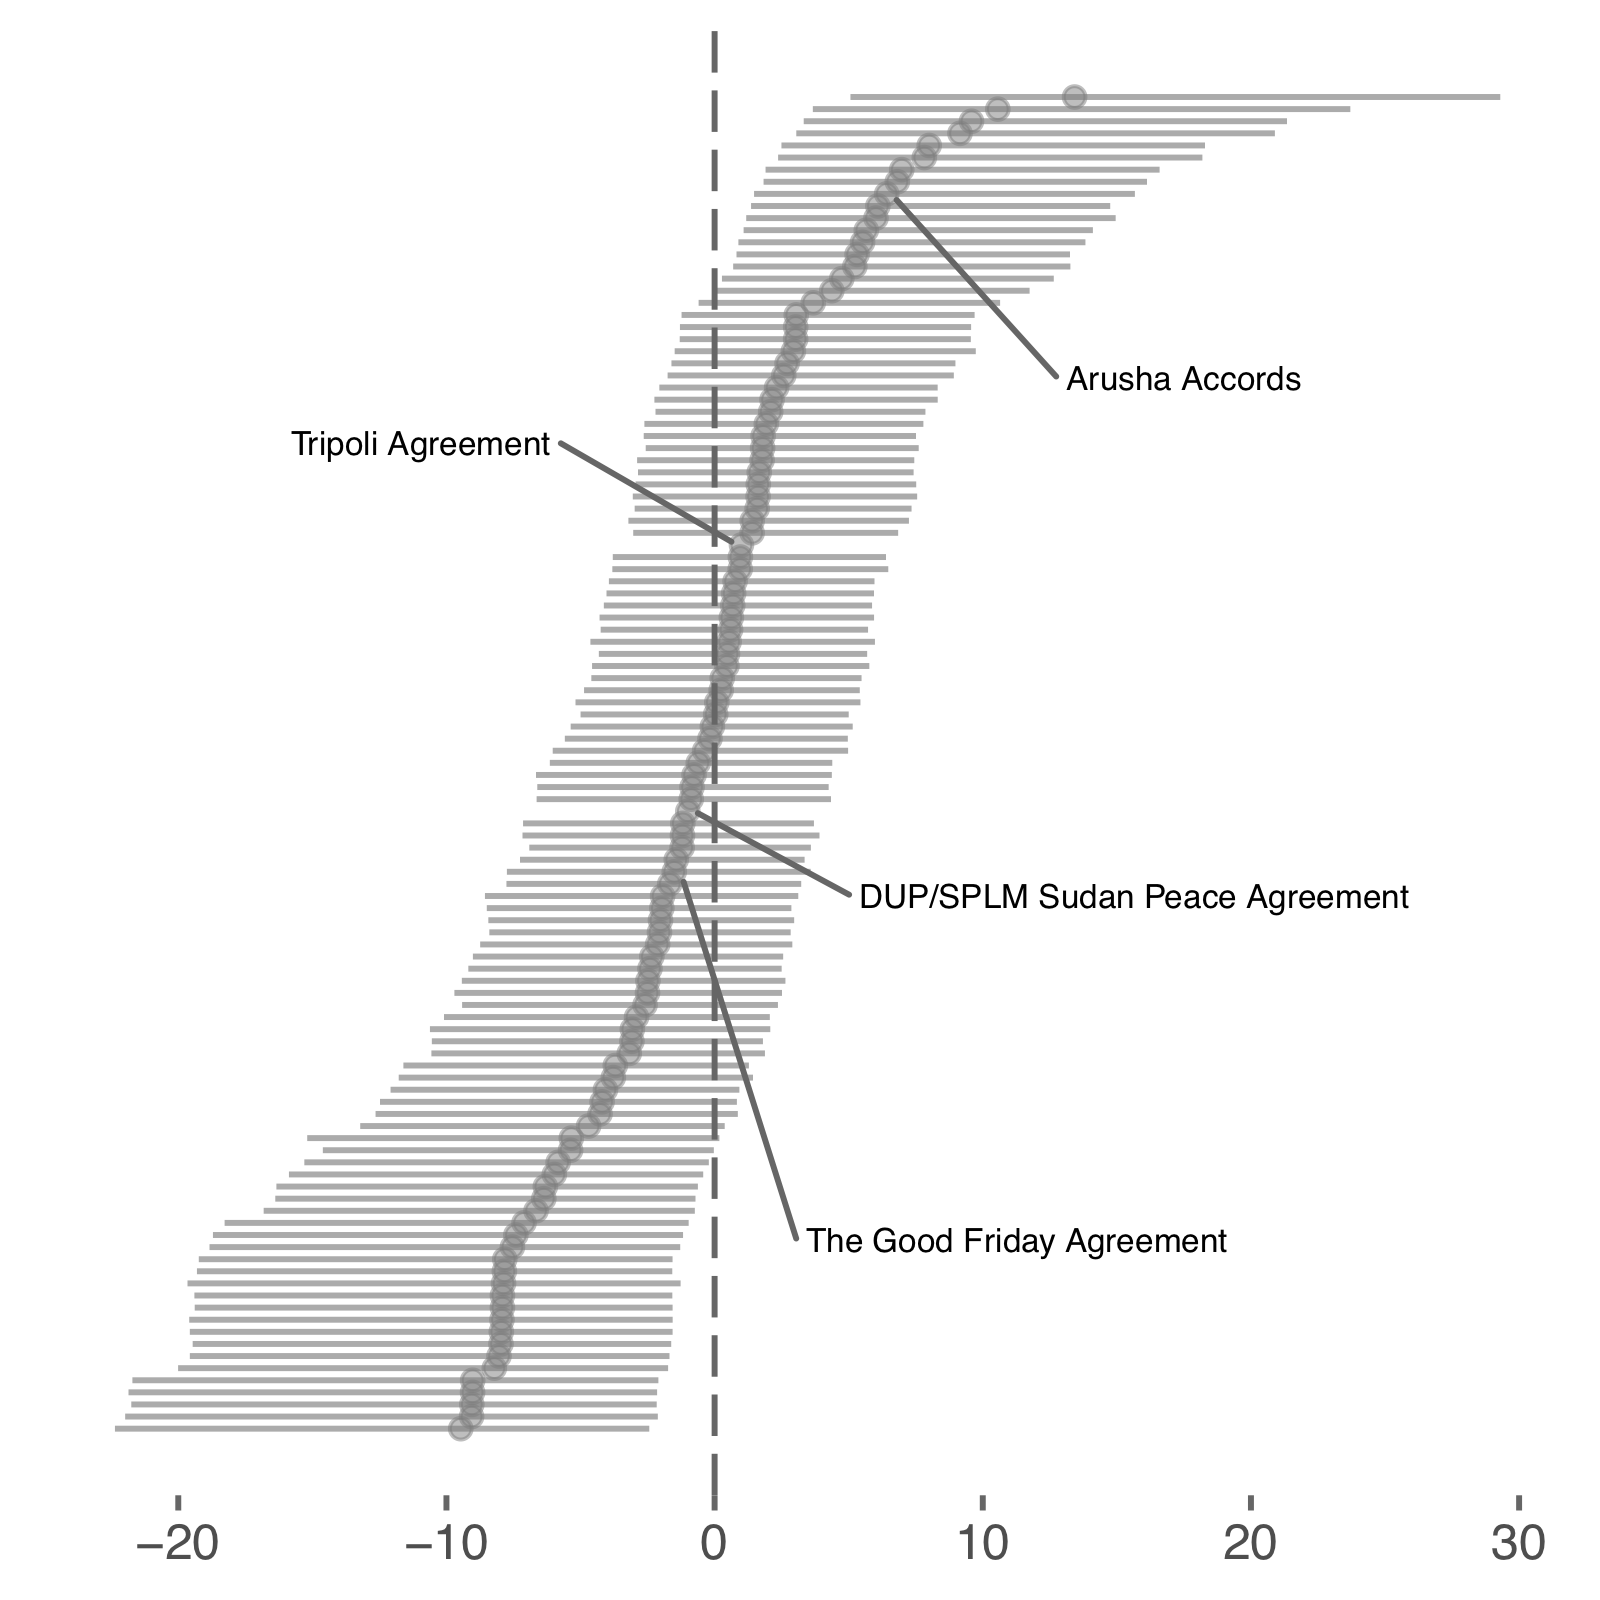 Arusha Accords
Tripoli Agreement
DUP/SPLM Sudan Peace Agreement
The Good Friday Agreement
−20 −10 0 10 20 30